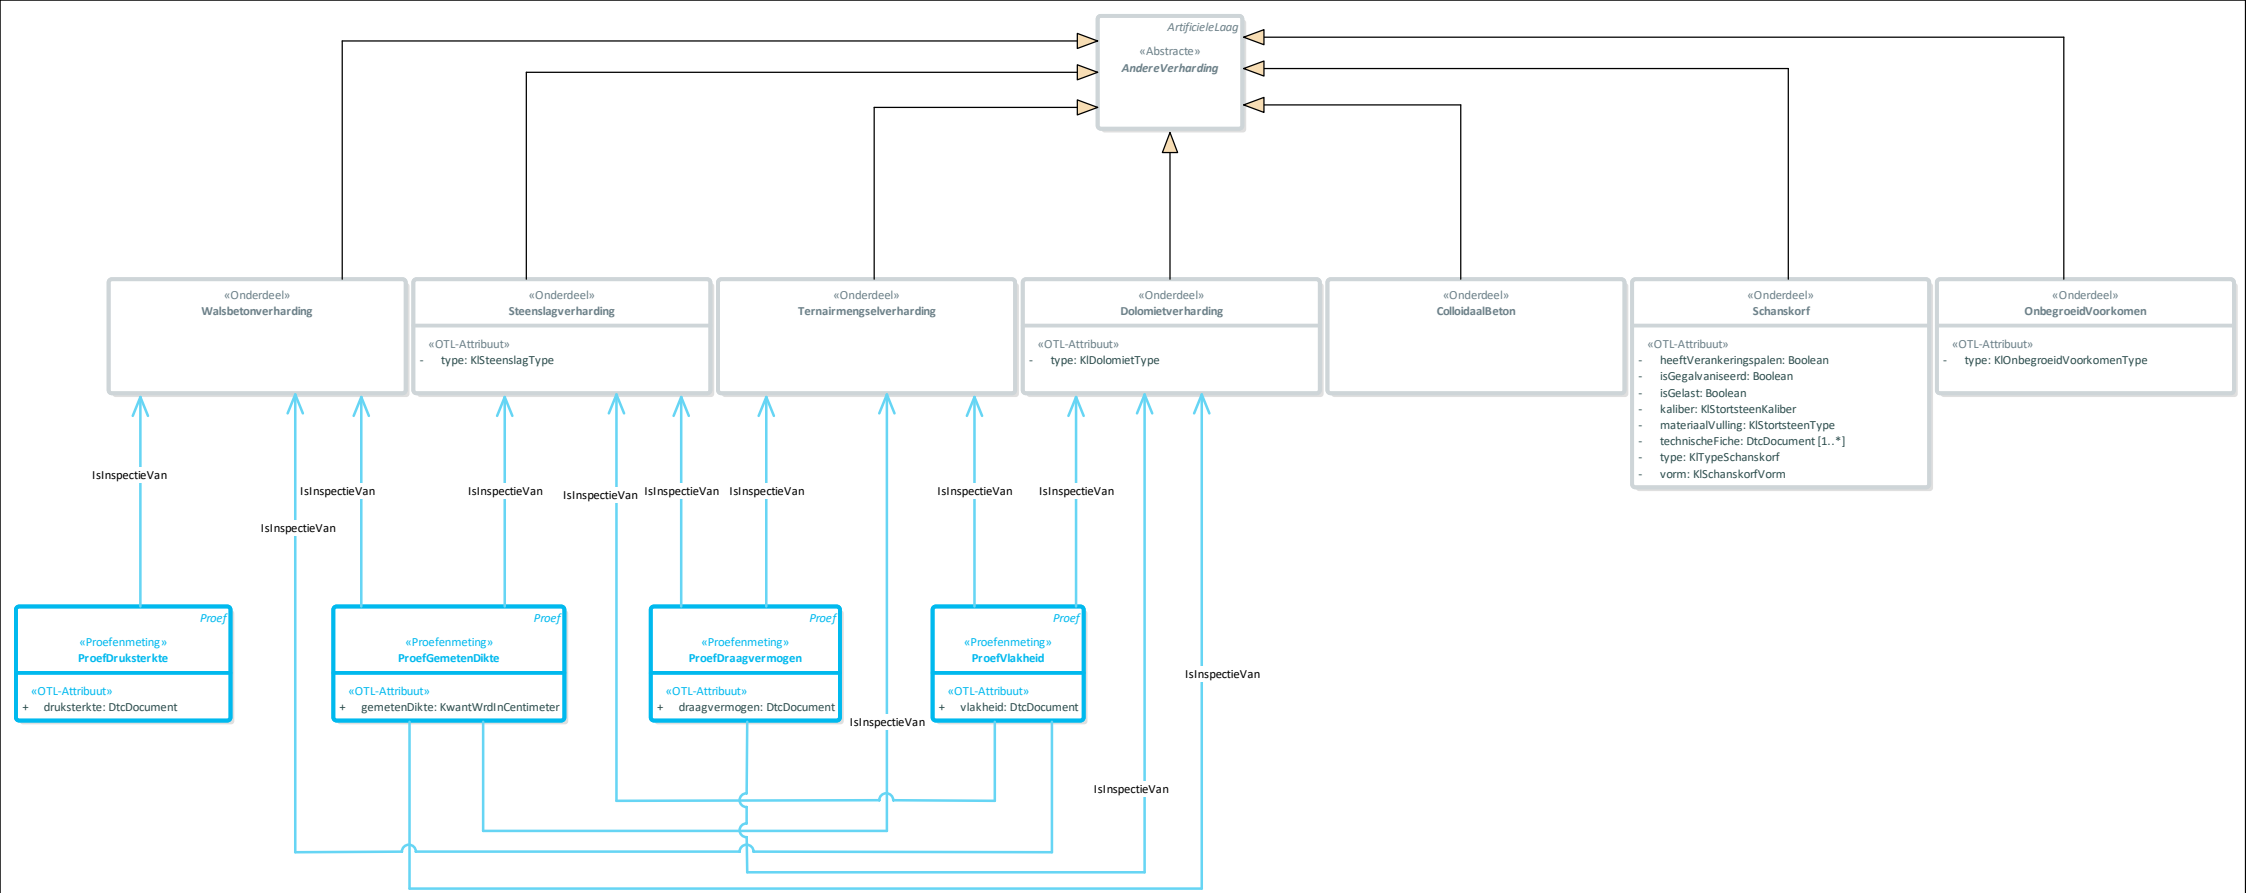 ArtificieleLaag
«Abstracte»
AndereVerharding
«Onderdeel»
Walsbetonverharding
«Onderdeel»
Steenslagverharding
«OTL-Attribuut»
- type: KlSteenslagType
«Onderdeel»
Ternairmengselverharding
«Onderdeel»
Dolomietverharding
«OTL-Attribuut»
- type: KlDolomietType
«Onderdeel»
ColloidaalBeton
«Onderdeel»
Schanskorf
«OTL-Attribuut»
- heeftVerankeringspalen: Boolean
- isGegalvaniseerd: Boolean
- isGelast: Boolean
- kaliber: KlStortsteenKaliber
- materiaalVulling: KlStortsteenType
- technischeFiche: DtcDocument [1..*]
- type: KlTypeSchanskorf
- vorm: KlSchanskorfVorm
«Onderdeel»
OnbegroeidVoorkomen
«OTL-Attribuut»
- type: KlOnbegroeidVoorkomenType
IsInspectieVan
IsInspectieVan
IsInspectieVan
IsInspectieVan
IsInspectieVan
IsInspectieVan
IsInspectieVan
IsInspectieVan
IsInspectieVan
Proef
«Proefenmeting»
ProefDruksterkte
«OTL-Attribuut»
+ druksterkte: DtcDocument
Proef
«Proefenmeting»
ProefGemetenDikte
«OTL-Attribuut»
+ gemetenDikte: KwantWrdInCentimeter
Proef
«Proefenmeting»
ProefDraagvermogen
«OTL-Attribuut»
+ draagvermogen: DtcDocument
Proef
«Proefenmeting»
ProefVlakheid
«OTL-Attribuut»
+ vlakheid: DtcDocument
IsInspectieVan
IsInspectieVan
IsInspectieVan